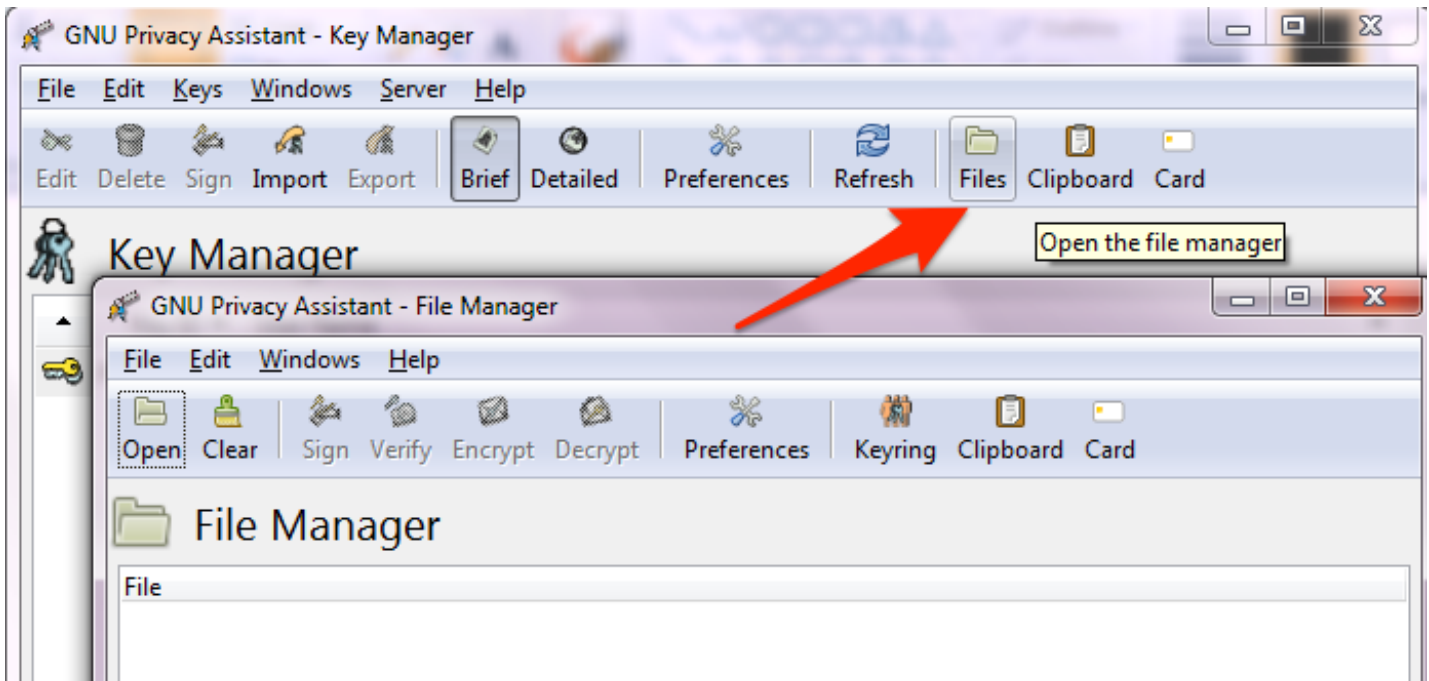 GNU Privacy Assistant - Key Manager
File Edit Keys Windows Server Help
Edit Delete Sign Import Export Brief Detailed Preferences Refresh Files Clipboard Card
Key Manager
Open the file manager
GNU Privacy Assistant - File Manager
File Edit Windows Help
Open Clear Sign Verify Encrypt Decrypt Preferences Keyring Clipboard Card
File Manager
File